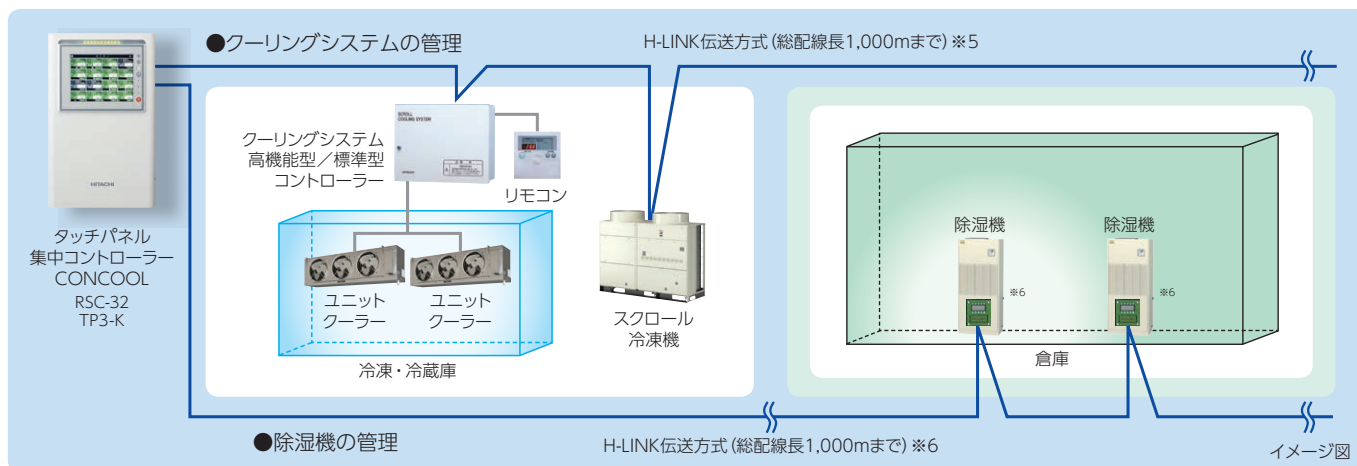 ●クーリングシステムの管理
H-LINK伝送方式(総配線長1,000mまで)※5
SCROLL
COOLING SYSTEM
HITACHI
クーリングシステム
高機能型/標準型
コントローラー
リモコン
HITACHI
タッチパネル
集中コントローラー
CONCOOL
RSC-32
TP3-K
ユニット
クーラー
ユニット
クーラー
冷凍・冷蔵庫
スクロール
冷凍機
除湿機
※6
除湿機
※6
倉庫
●除湿機の管理
H-LINK伝送方式(総配線長1,000mまで)※6
イメージ図